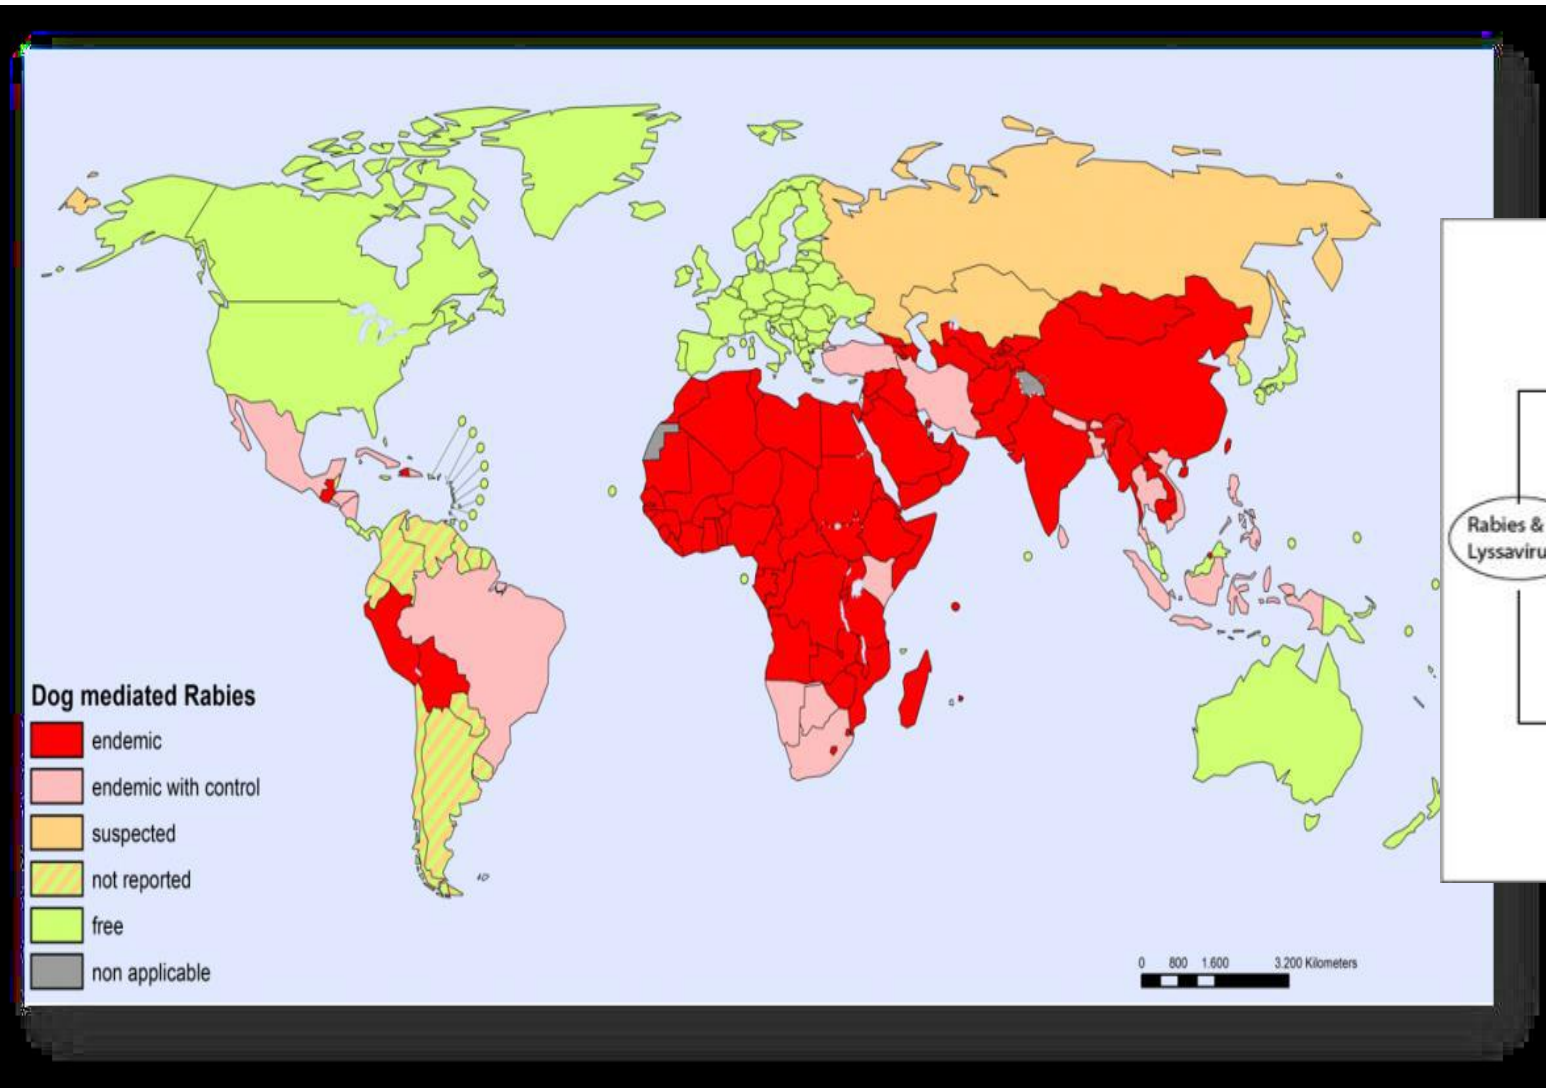 Dog mediated Rabies
endemic
endemic with control
suspected
not reported
free
non applicable
0 800 1.600 3.200 Kilometers
Rabies &